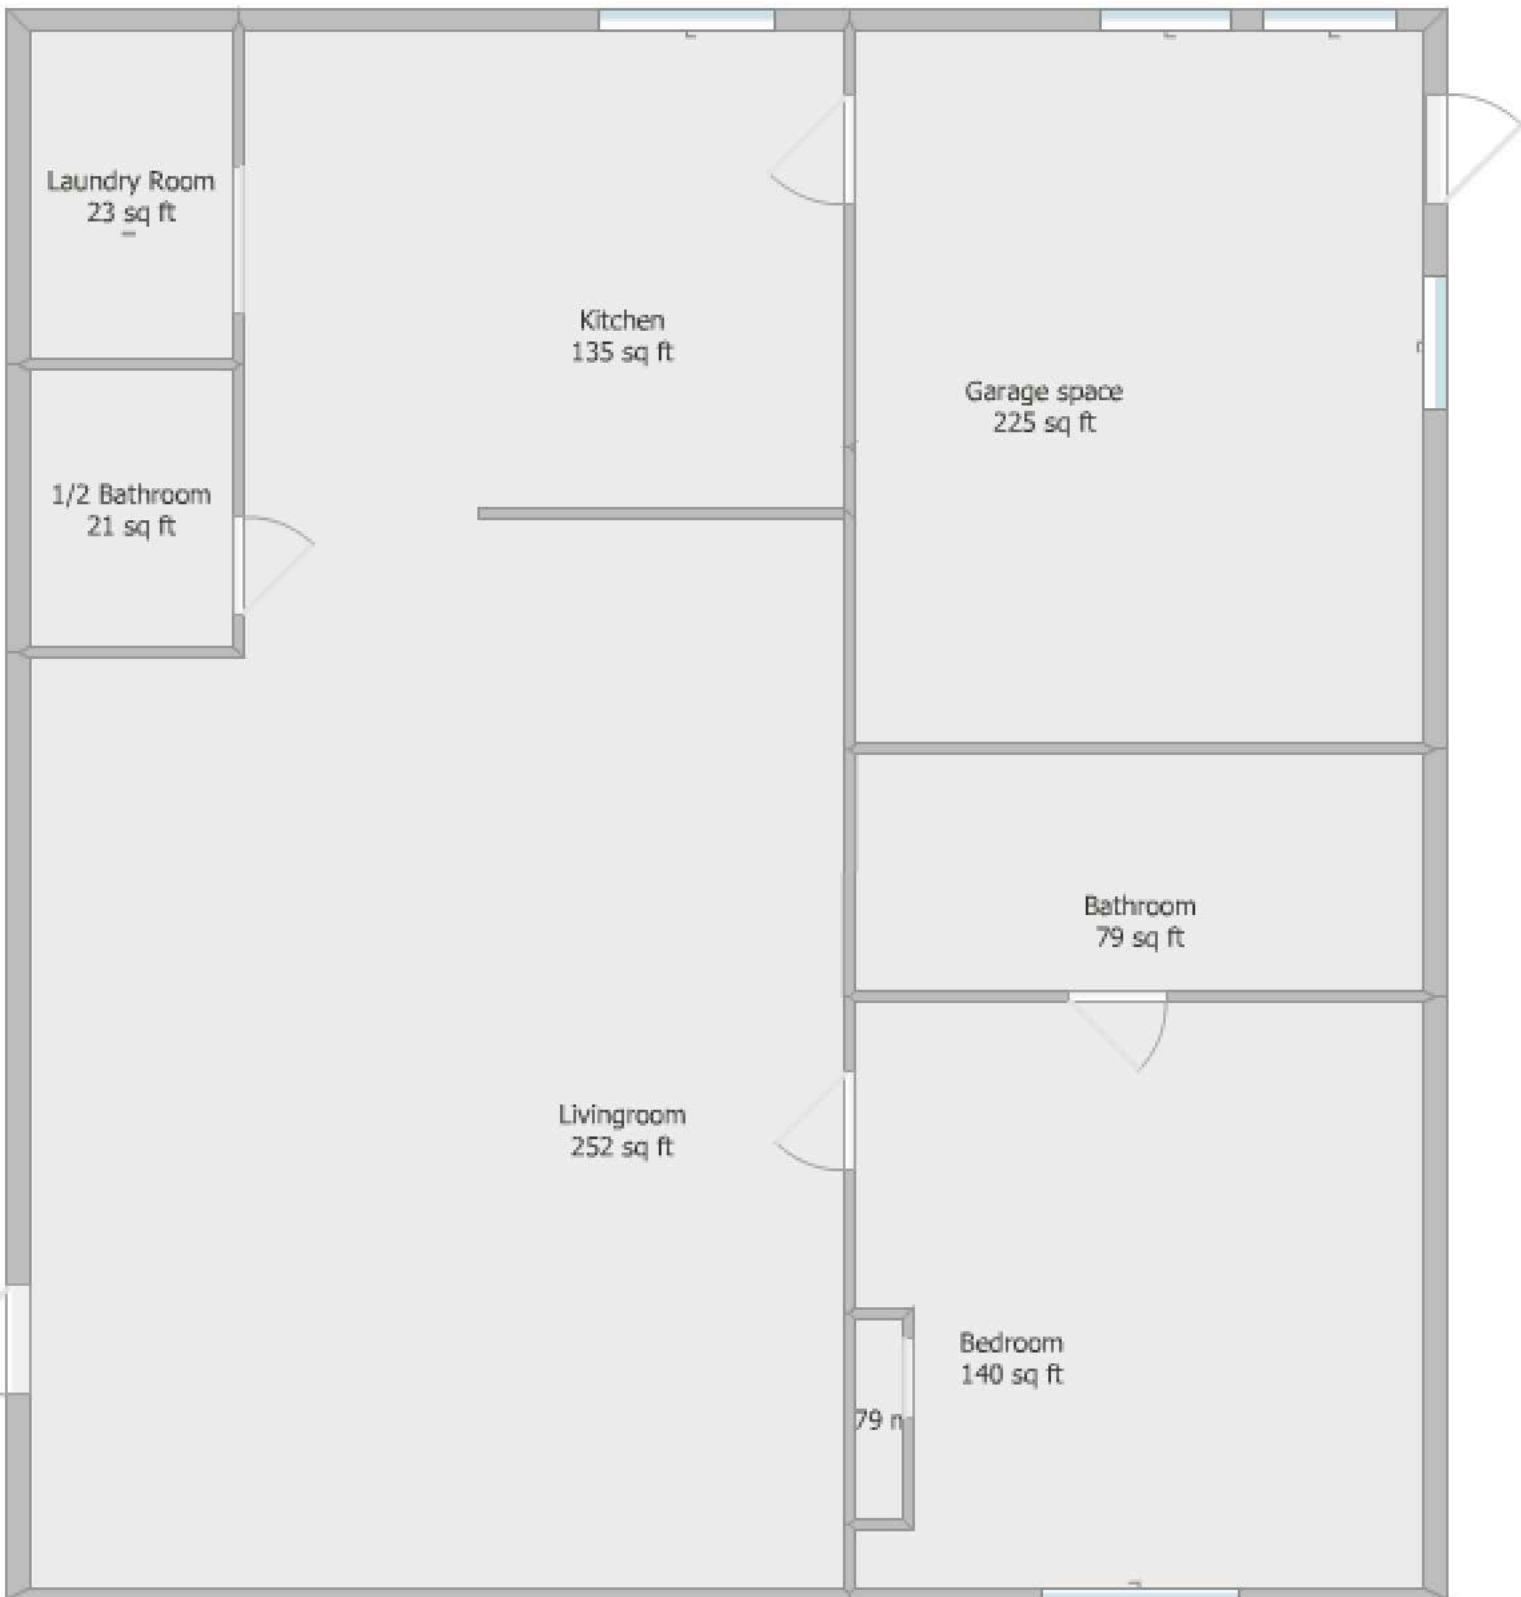 Laundry Room
23 sq ft
Kitchen
135 sq ft
Garage space
225 sq ft
1/2 Bathroom
21 sq ft
Bathroom
79 sq ft
Livingroom
252 sq ft
Bedroom
140 sq ft
79